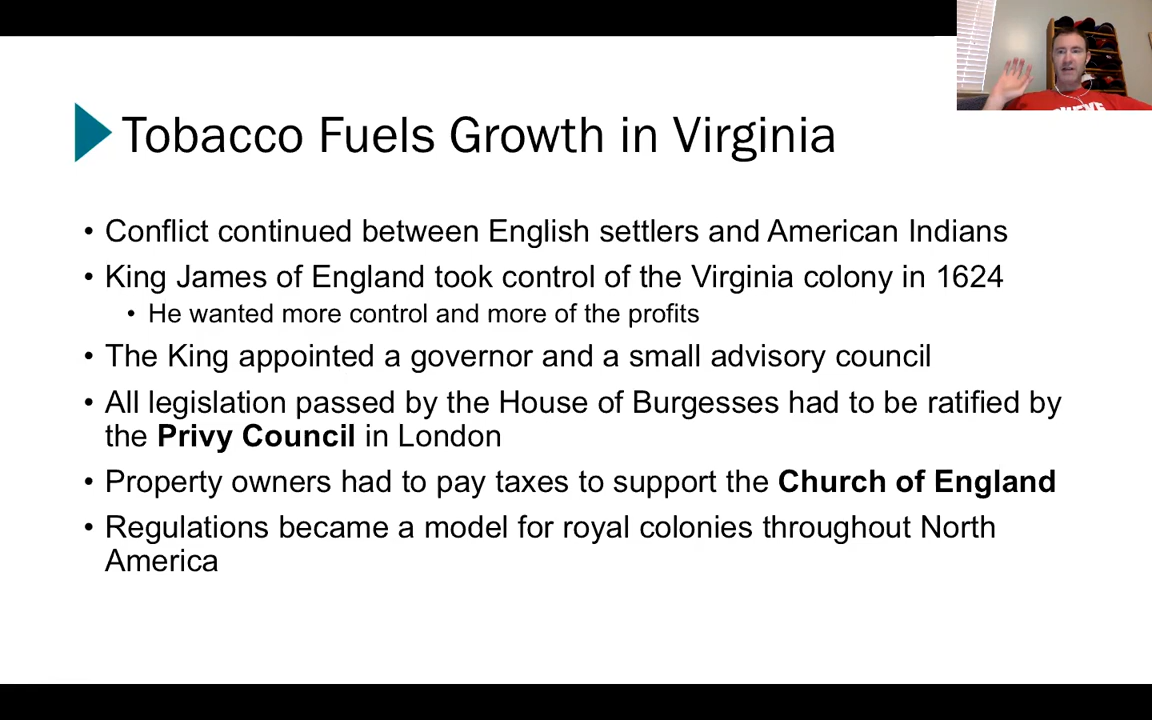 Tobacco Fuels Growth in Virginia
• Conflict continued between English settlers and American Indians
• King James of England took control of the Virginia colony in 1624
• He wanted more control and more of the profits
• The King appointed a governor and a small advisory council
• All legislation passed by the House of Burgesses had to be ratified by
the Privy Council in London
• Property owners had to pay taxes to support the Church of England
• Regulations became a model for royal colonies throughout North
America